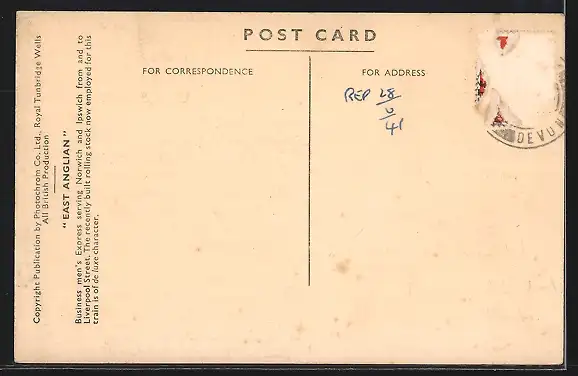 POST CARD
FOR CORRESPONDENCE
FOR ADDRESS
REP 28/6/41
DEVON
Copyright Publication by Photochrom Co. Ltd., Royal Tunbridge Wells
All British Production
"EAST ANGLIAN"
Business men's Express serving Norwich and Ipswich from and to
Liverpool Street. The recently built rolling stock now employed for this
train is of de luxe character.